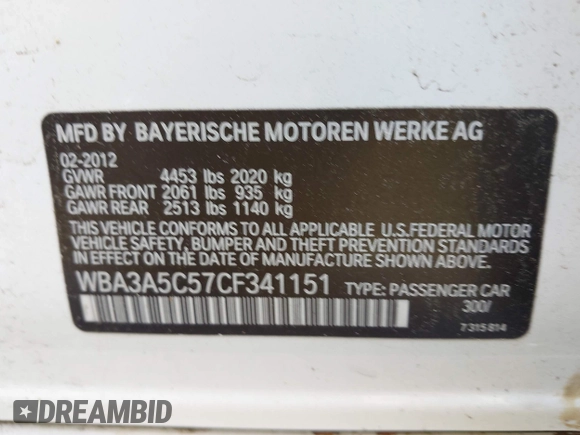 MFD BY BAYERISCHE MOTOREN WERKE AG
02-2012
GVWR 4453 lbs 2020 kg
GAWR FRONT 2061 lbs 935 kg
GAWR REAR 2513 lbs 1140 kg
THIS VEHICLE CONFORMS TO ALL APPLICABLE U.S.FEDERAL MOTOR
VEHICLE SAFETY, BUMPER AND THEFT PREVENTION STANDARDS
IN EFFECT ON THE DATE OF MANUFACTURE SHOWN ABOVE.
WBA3A5C57CF341151 TYPE: PASSENGER CAR
300/
7315814
DREAMBID